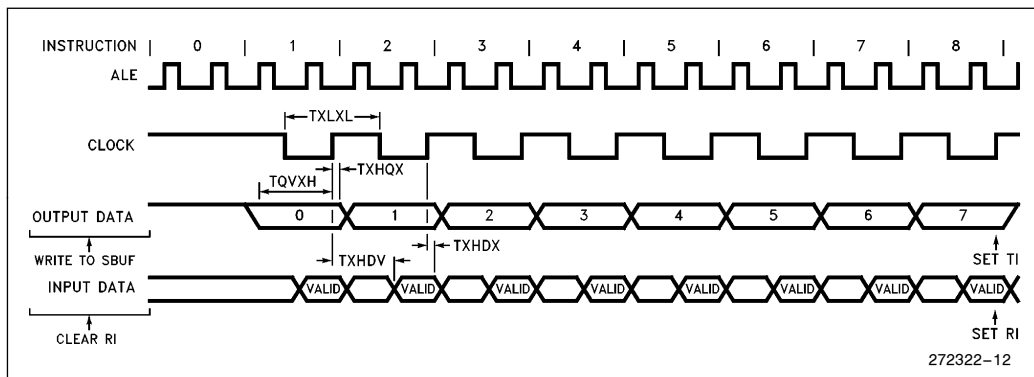 INSTRUCTION | 0 | 1 | 2 | 3 | 4 | 5 | 6 | 7 | 8 |
ALE
TXLXL
CLOCK
TXHQX
TQVXH
OUTPUT DATA 0 1 2 3 4 5 6 7
TXHDX
WRITE TO SBUF TXHDV SET TI
INPUT DATA VALID VALID VALID VALID VALID VALID VALID VALID
CLEAR RI SET RI
272322–12